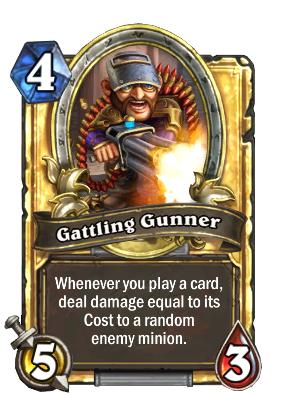 4
Gattling Gunner
Whenever you play a card,
deal damage equal to its
Cost to a random
enemy minion.
5
3